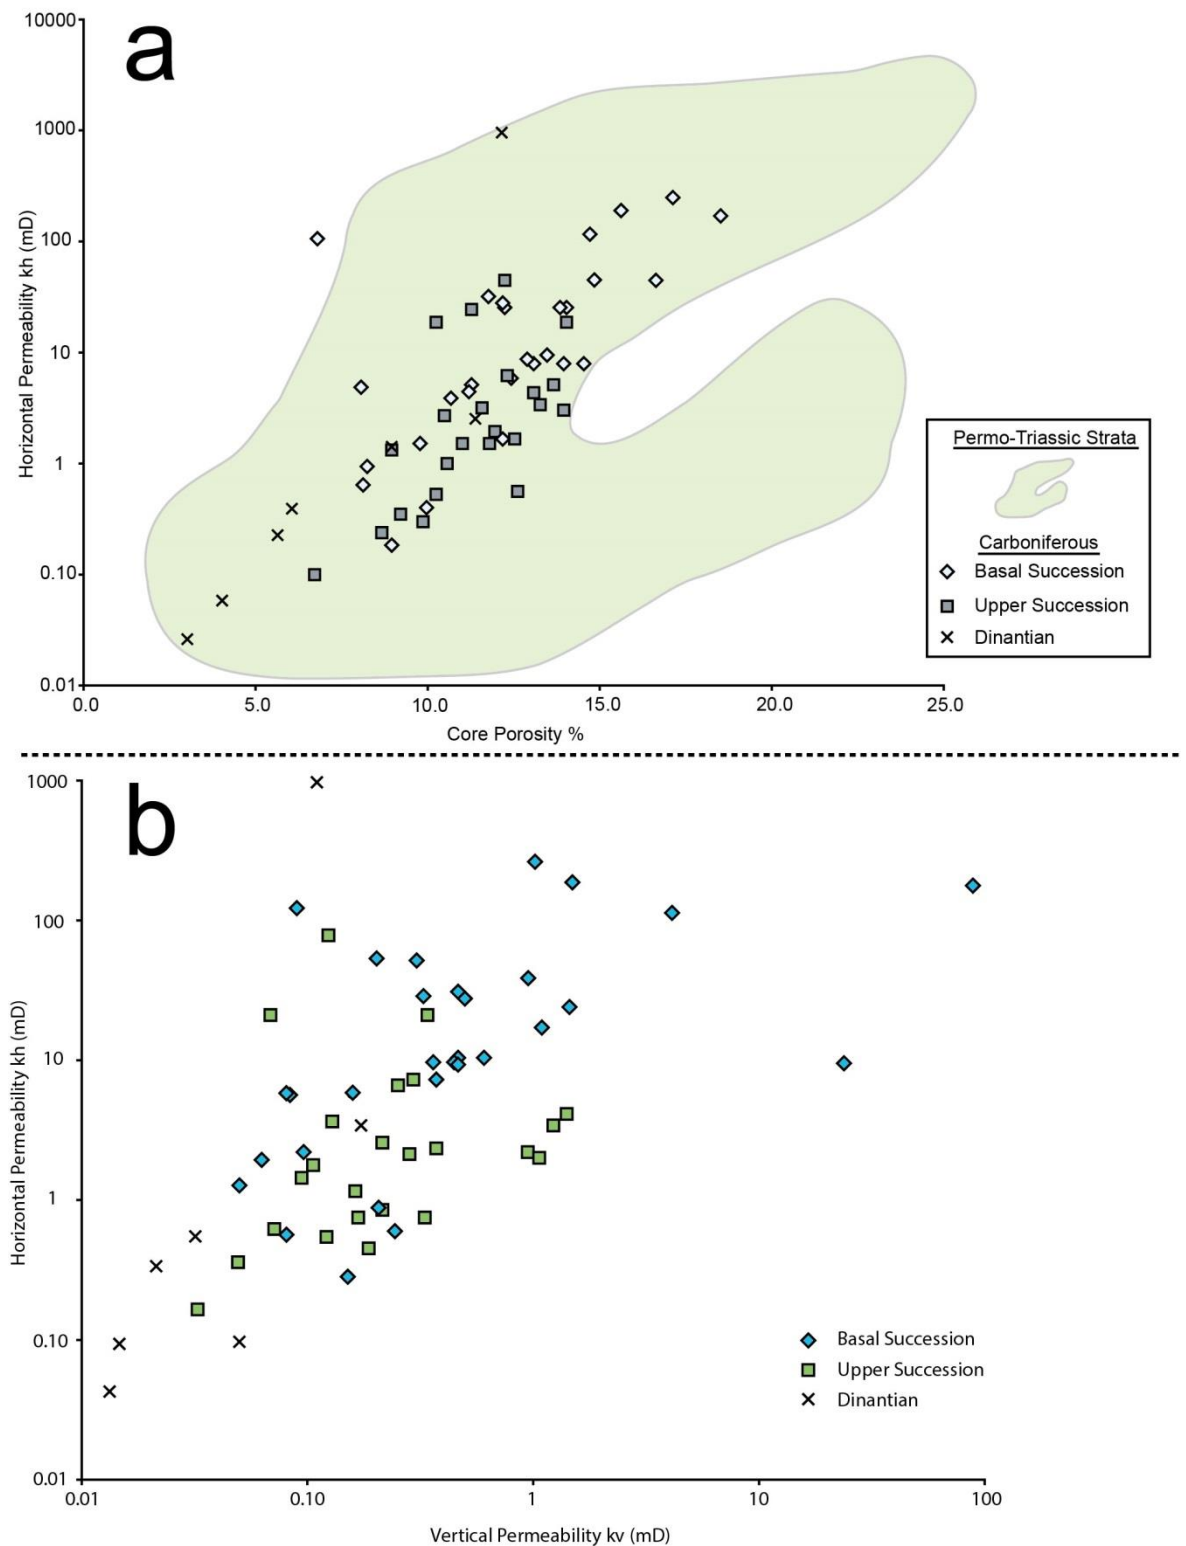 a
10000
1000
100
10
1
0.10
0.01
Horizontal Permeability kh (mD)
0.0 5.0 10.0 15.0 20.0 25.0
Core Porosity %
Permo-Triassic Strata
Carboniferous
Basal Succession
Upper Succession
Dinantian
b
1000
100
10
1
0.10
0.01
Horizontal Permeability kh (mD)
0.01 0.10 1 10 100
Vertical Permeability kv (mD)
Basal Succession
Upper Succession
Dinantian